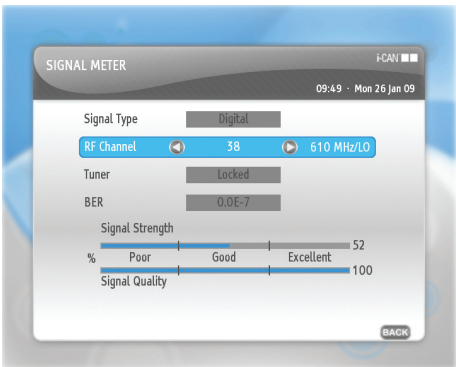 i-CAN
SIGNAL METER
09:49 · Mon 26 Jan 09
Signal Type Digital
RF Channel 38 610 MHz/LO
Tuner Locked
BER 0.0E-7
Signal Strength
52
% Poor Good Excellent
100
Signal Quality
BACK